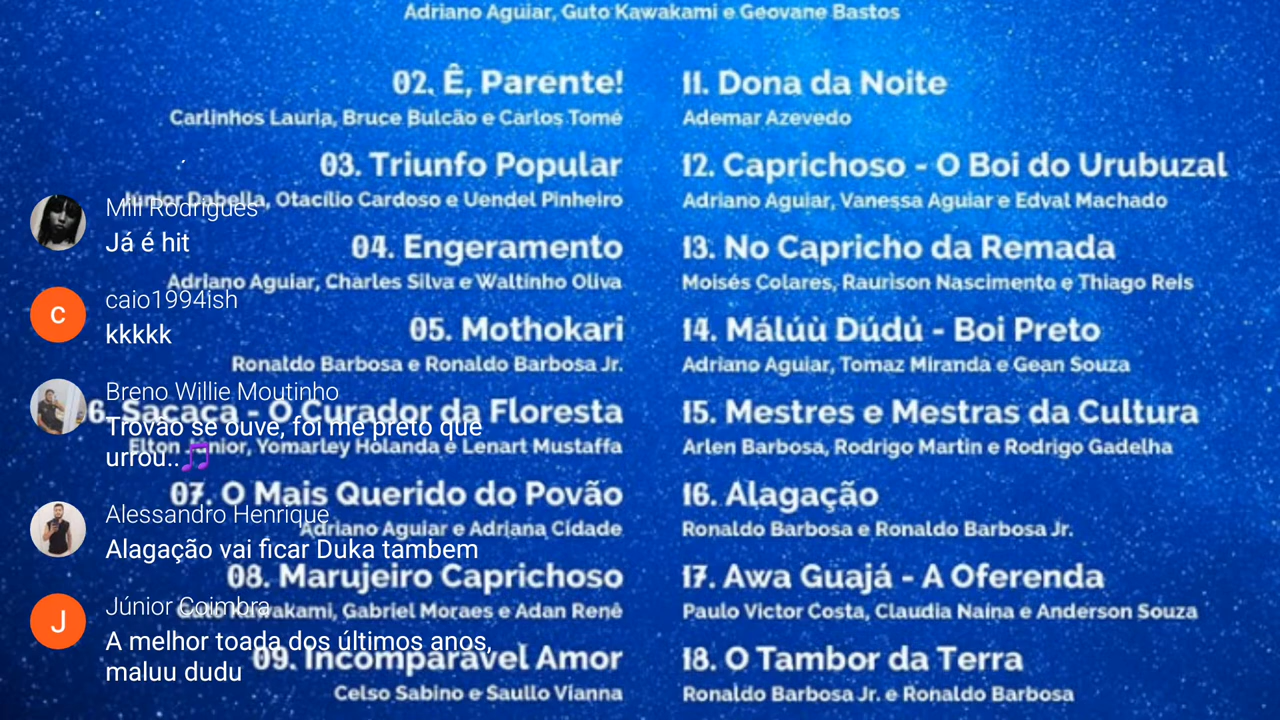 Adriano Aguiar, Guto Kawakami e Geovane Bastos
02. Ê, Parente!
Carlinhos Lauria, Bruce Bulcão e Carlos Tomé
03. Triunfo Popular
Júnior Dabella, Otacílio Cardoso e Uendel Pinheiro
04. Engeramento
Adriano Aguiar, Charles Silva e Waltinho Oliva
05. Mothokari
Ronaldo Barbosa e Ronaldo Barbosa Jr.
6. Sacaca - O Curador da Floresta
Elton Júnior, Yomarley Holanda e Lenart Mustaffa
07. O Mais Querido do Povão
Adriano Aguiar e Adriana Cidade
08. Marujeiro Caprichoso
Guto Kawakami, Gabriel Moraes e Adan Renê
09. Incomparável Amor
Celso Sabino e Saullo Vianna
11. Dona da Noite
Ademar Azevedo
12. Caprichoso - O Boi do Urubuzal
Adriano Aguiar, Vanessa Aguiar e Edval Machado
13. No Capricho da Remada
Moisés Colares, Raurison Nascimento e Thiago Reis
14. Málúù Dúdú - Boi Preto
Adriano Aguiar, Tomaz Miranda e Gean Souza
15. Mestres e Mestras da Cultura
Arlen Barbosa, Rodrigo Martin e Rodrigo Gadelha
16. Alagação
Ronaldo Barbosa e Ronaldo Barbosa Jr.
17. Awa Guajá - A Oferenda
Paulo Victor Costa, Claudia Naína e Anderson Souza
18. O Tambor da Terra
Ronaldo Barbosa Jr. e Ronaldo Barbosa
Mili Rodrigues
Já é hit
C
caio1994ish
kkkkk
Breno Willie Moutinho
Trovão se ouve, foi me preto que
urrou..🎵
Alessandro Henrique
Alagação vai ficar Duka tambem
J
Júnior Coimbra
A melhor toada dos últimos anos,
maluu dudu